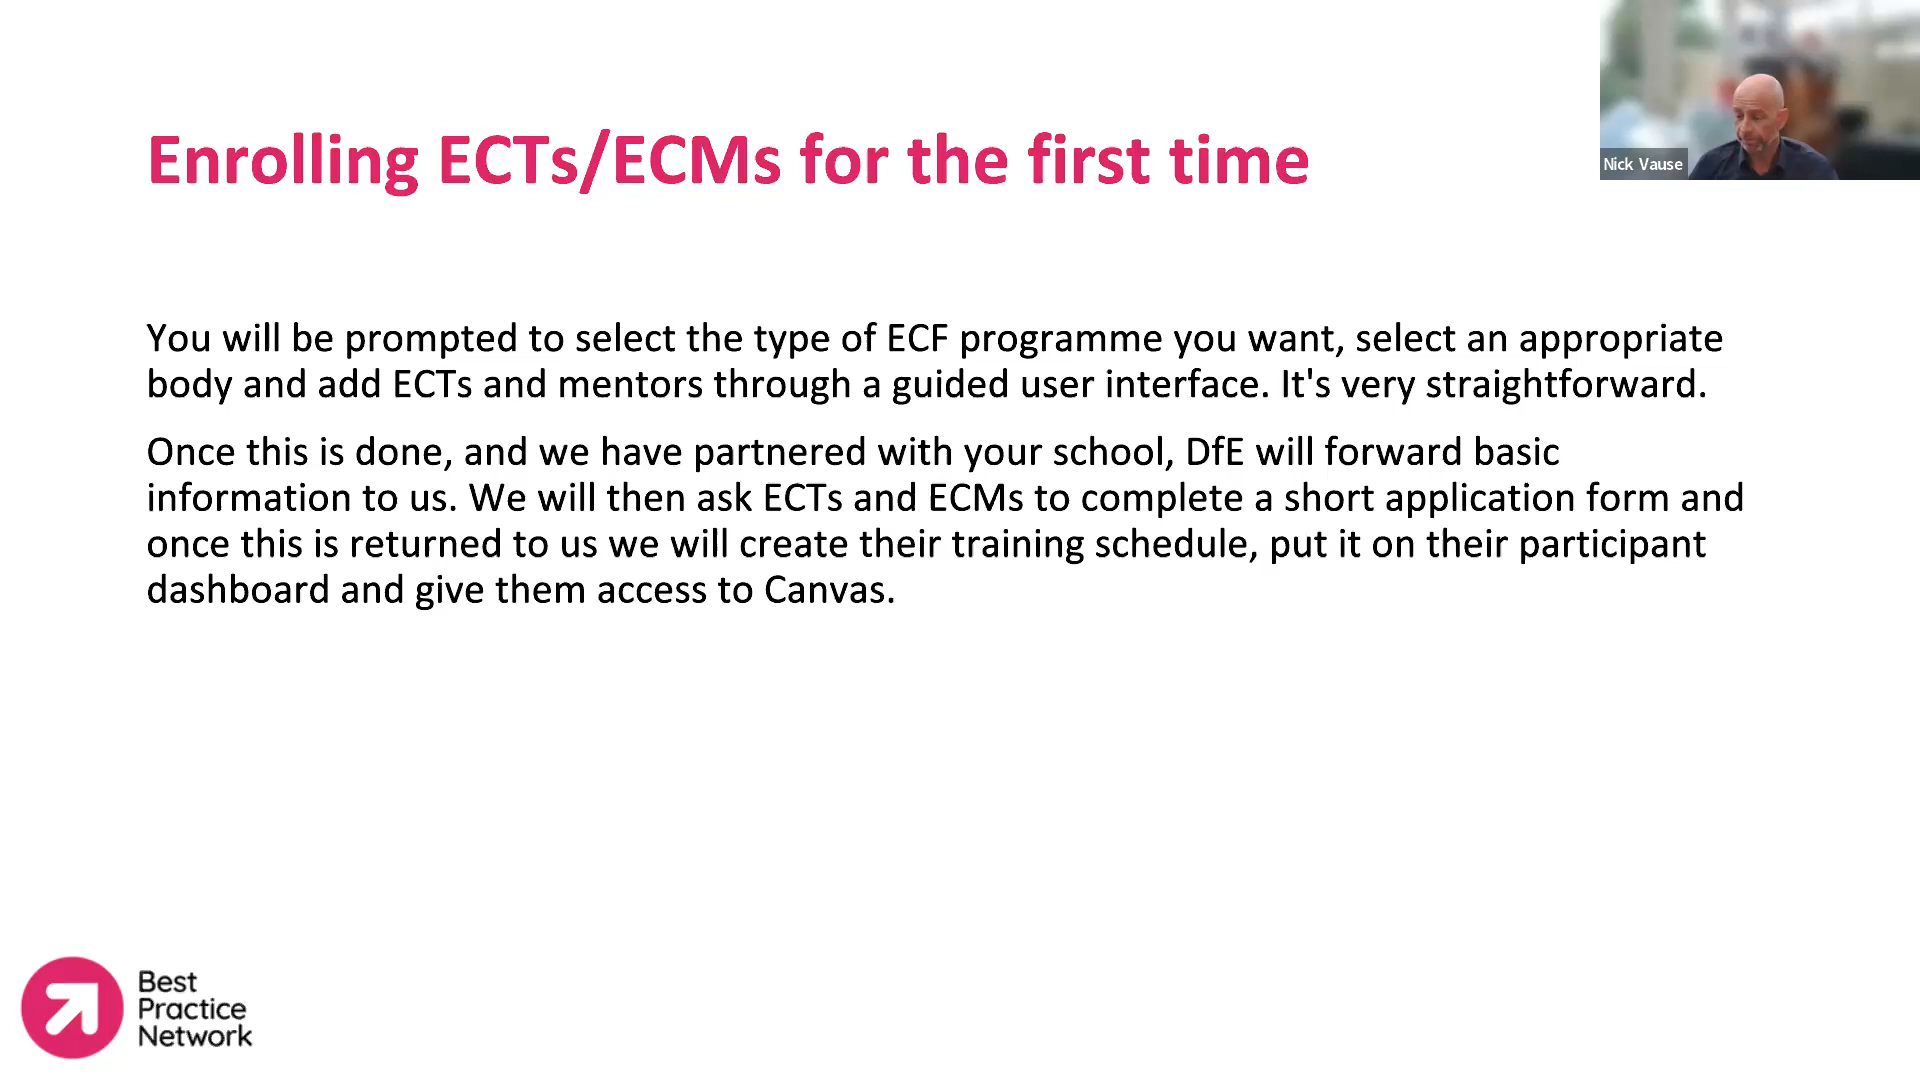 Enrolling ECTs/ECMs for the first time
Nick Vause
You will be prompted to select the type of ECF programme you want, select an appropriate
body and add ECTs and mentors through a guided user interface. It's very straightforward.
Once this is done, and we have partnered with your school, DfE will forward basic
information to us. We will then ask ECTs and ECMs to complete a short application form and
once this is returned to us we will create their training schedule, put it on their participant
dashboard and give them access to Canvas.
Best
Practice
Network